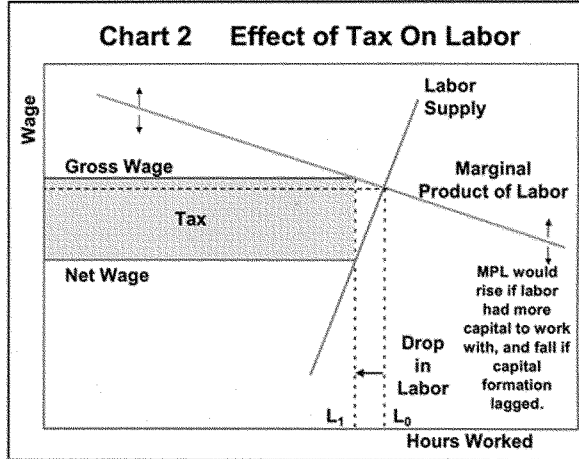 Chart 2 Effect of Tax On Labor
Wage
Labor
Supply
Gross Wage
Marginal
Product of Labor
Tax
Net Wage
MPL would
rise if labor
had more
capital to work
with, and fall if
capital
formation
lagged.
Drop
in
Labor
L₁ L₀
Hours Worked